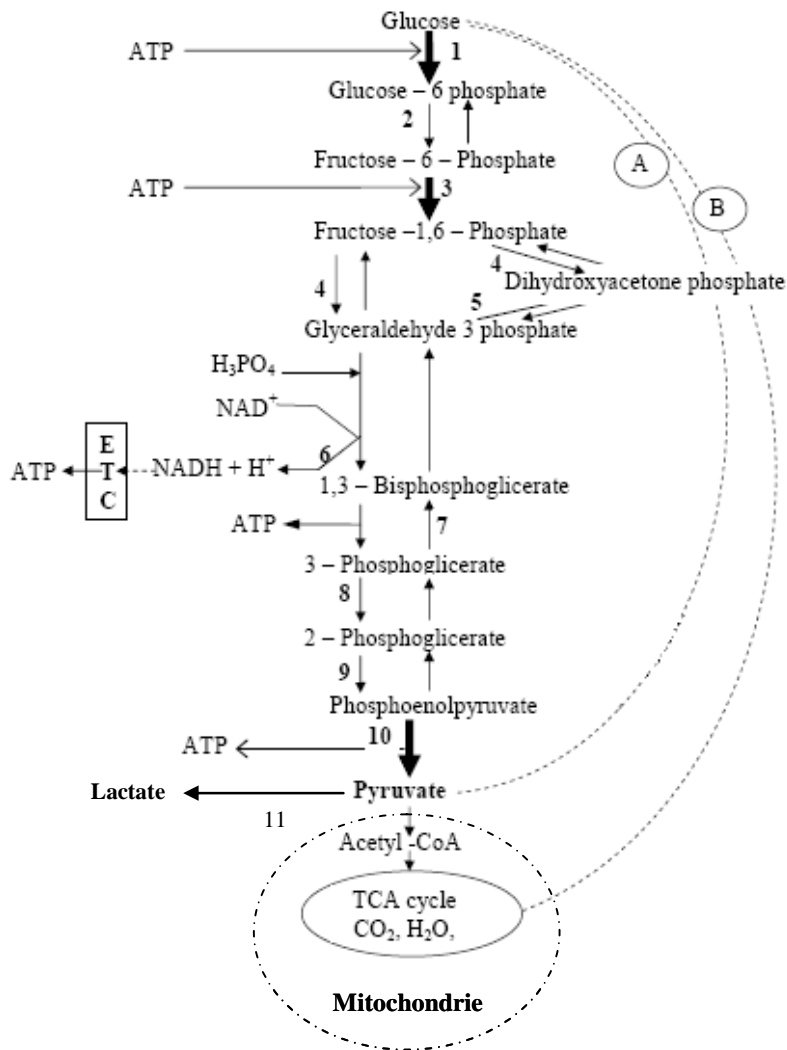 Glucose
ATP
1
Glucose – 6 phosphate
2
A
Fructose – 6 – Phosphate
ATP
3
B
Fructose –1,6 – Phosphate
4
Dihydroxyacetone phosphate
4
5
Glyceraldehyde 3 phosphate
H₃PO₄
NAD⁺
E
T
C
6
ATP
NADH + H⁺
1,3 – Bisphosphoglicerate
ATP
7
3 – Phosphoglicerate
8
2 – Phosphoglicerate
9
Phosphoenolpyruvate
10
ATP
Lactate
Pyruvate
11
Acetyl -CoA
TCA cycle
CO₂, H₂O,
Mitochondrie